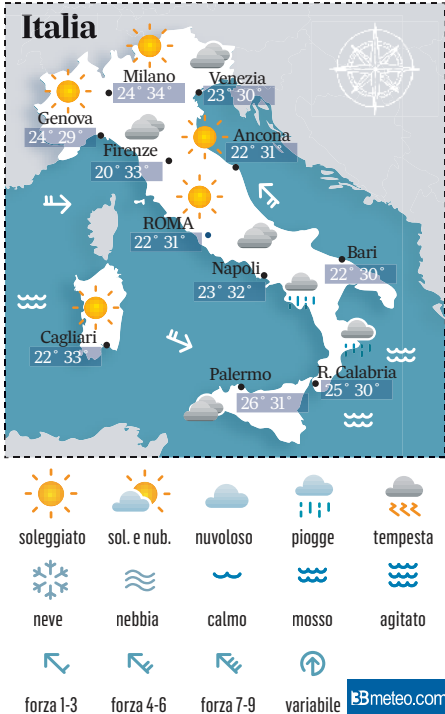 Italia
Milano
24° 34°
Venezia
23° 30°
Genova
24° 29°
Firenze
20° 33°
Ancona
22° 31°
ROMA
22° 31°
Napoli
23° 32°
Bari
22° 30°
Cagliari
22° 33°
Palermo
26° 31°
R. Calabria
25° 30°
soleggiato sol. e nub. nuvoloso piogge tempesta
neve nebbia calmo mosso agitato
forza 1-3 forza 4-6 forza 7-9 variabile
3Bmeteo.com